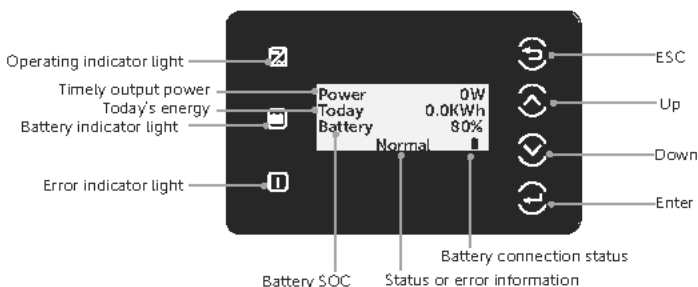 Operating indicator light
Timely output power
Today's energy
Battery indicator light
Error indicator light
Power 0W
Today 0.0KWh
Battery 80%
Normal
ESC
Up
Down
Enter
Battery connection status
Battery SOC
Status or error information